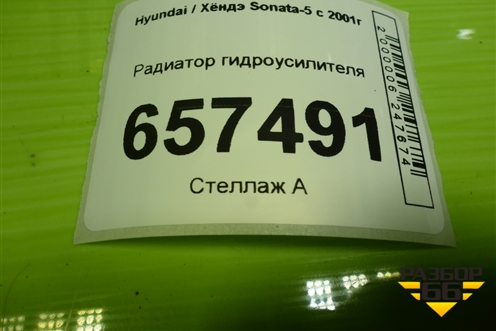 Hyundai / Хёндэ Sonata-5 с 2001г
Радиатор гидроусилителя
657491
Стеллаж А
2000006247674
РАЗБОР
66